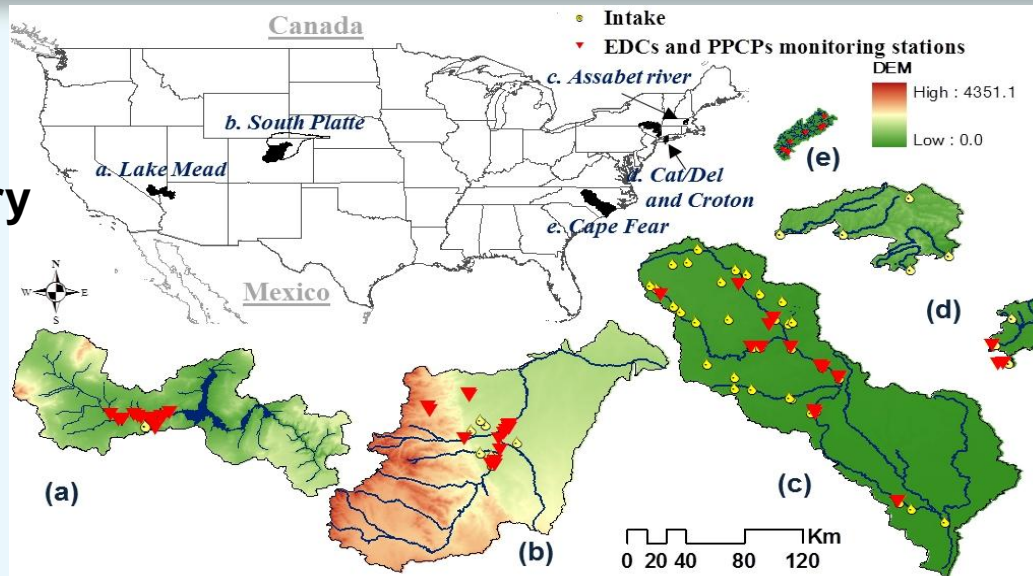 Canada
Intake
EDCs and PPCPs monitoring stations
DEM
High : 4351.1
Low : 0.0
c. Assabet river
b. South Platte
a. Lake Mead
ry
d. Cat/Del
and Croton
e. Cape Fear
(e)
N
W
E
S
Mexico
(d)
(a)
(b)
(c)
Km
0 20 40 80 120